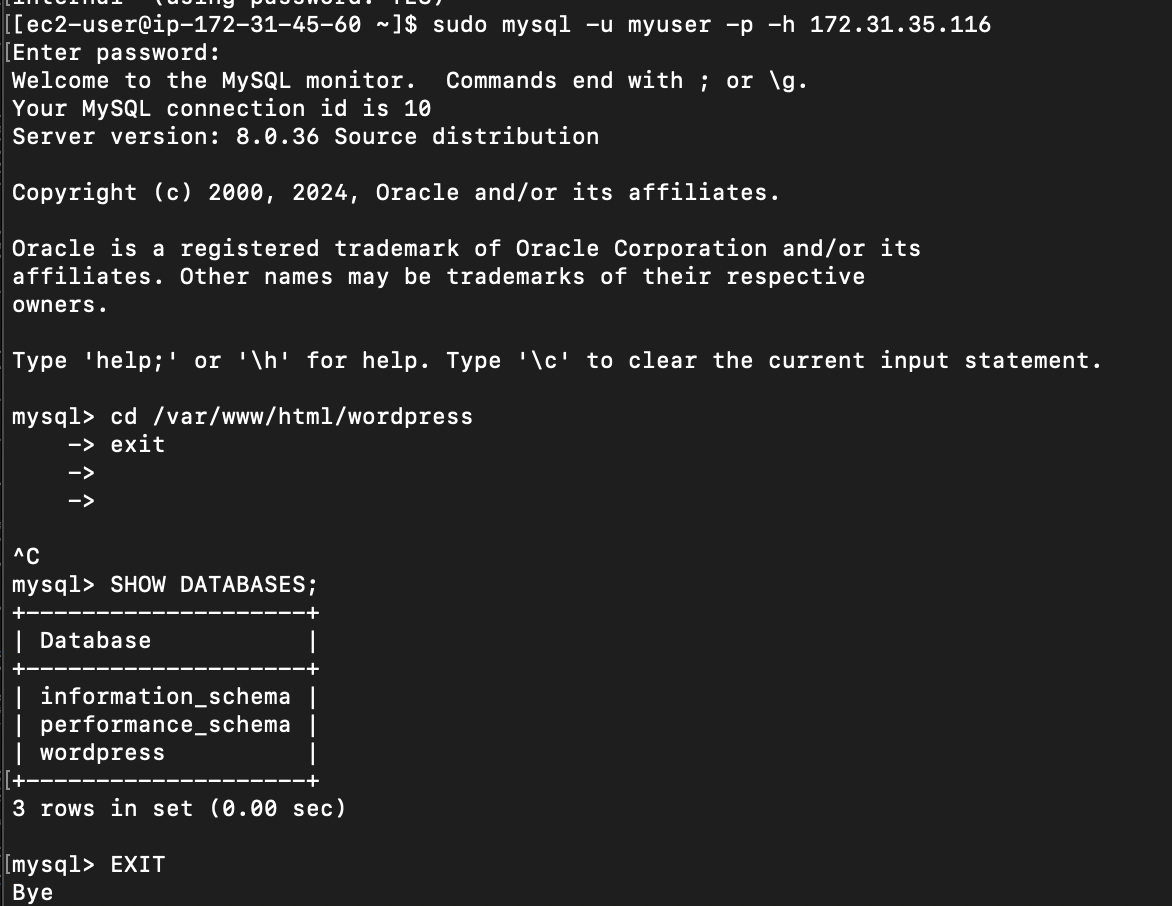 [[ec2-user@ip-172-31-45-60 ~]$ sudo mysql -u myuser -p -h 172.31.35.116
[Enter password:
Welcome to the MySQL monitor.  Commands end with ; or \g.
Your MySQL connection id is 10
Server version: 8.0.36 Source distribution

Copyright (c) 2000, 2024, Oracle and/or its affiliates.

Oracle is a registered trademark of Oracle Corporation and/or its
affiliates. Other names may be trademarks of their respective
owners.

Type 'help;' or '\h' for help. Type '\c' to clear the current input statement.

mysql> cd /var/www/html/wordpress
    -> exit
    ->
    ->

^C
mysql> SHOW DATABASES;
+--------------------+
| Database           |
+--------------------+
| information_schema |
| performance_schema |
| wordpress          |
[+--------------------+
3 rows in set (0.00 sec)

[mysql> EXIT
Bye